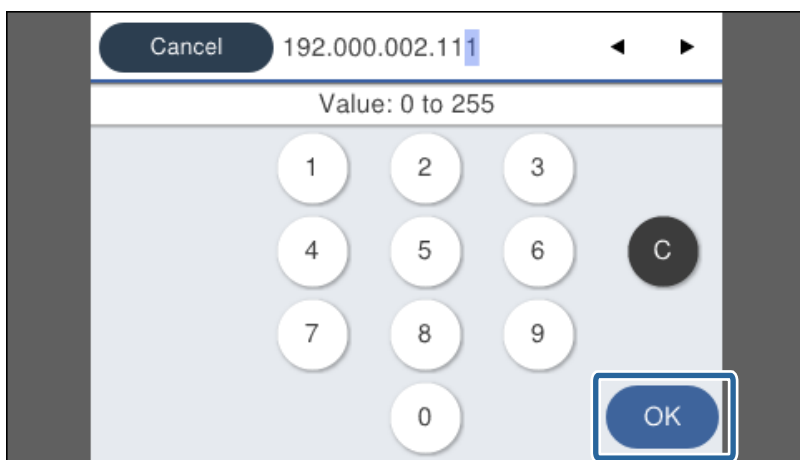 Cancel 192.000.002.111 ◄ ►
Value: 0 to 255
1 2 3
4 5 6 C
7 8 9
0 OK